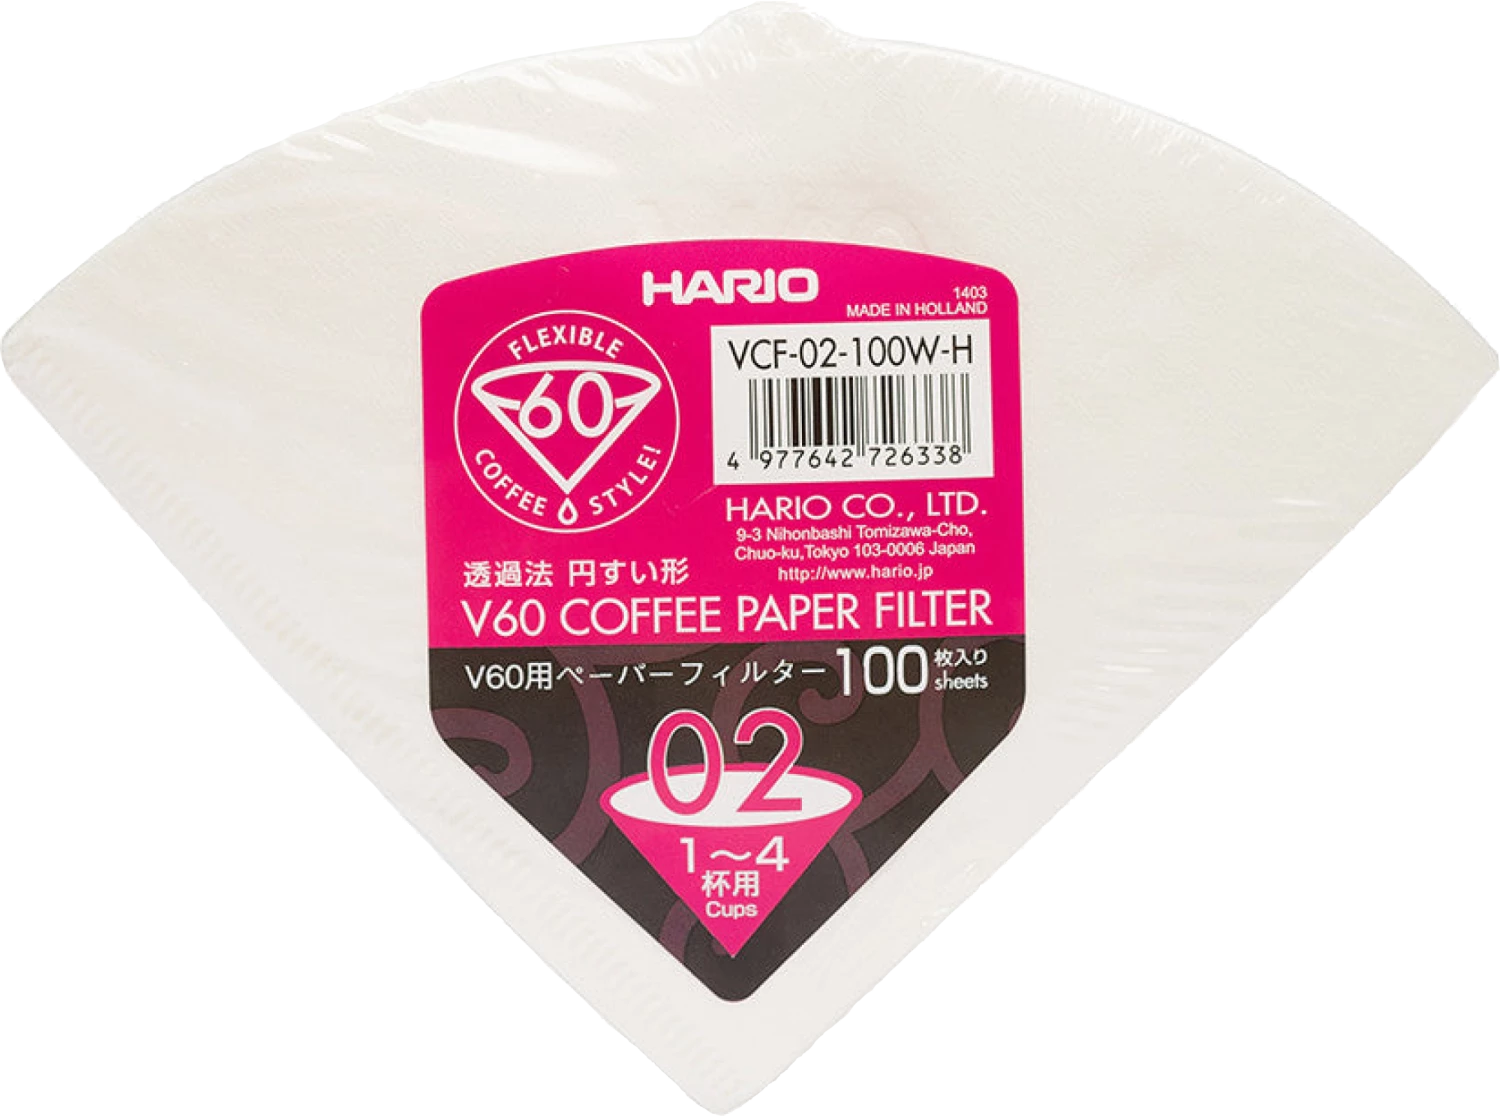 HARIO
1403
MADE IN HOLLAND
FLEXIBLE
60
COFFEE STYLE!
VCF-02-100W-H
4 977642 726338
HARIO CO., LTD.
9-3 Nihonbashi Tomizawa-Cho,
Chuo-ku,Tokyo 103-0006 Japan
http://www.hario.jp
透過法 円すい形
V60 COFFEE PAPER FILTER
V60用ペーパーフィルター100枚入り
sheets
02
1～4
杯用
Cups